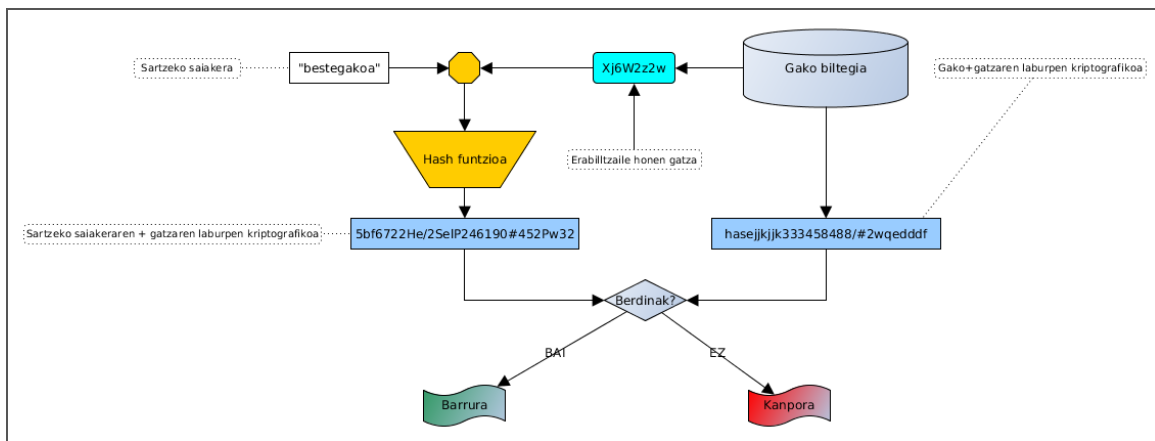 Sartzeko saiakera
"bestegakoa"
Xj6W2z2w
Gako biltegia
Gako+gatzaren laburpen kriptografikoa
Hash funtzioa
Erabilltzaile honen gatza
Sartzeko saiakeraren + gatzaren laburpen kriptografikoa
5bf6722He/2SeIP246190#452Pw32
hasejjkjjk333458488/#2wqedddf
Berdinak?
BAI
EZ
Barrura
Kanpora